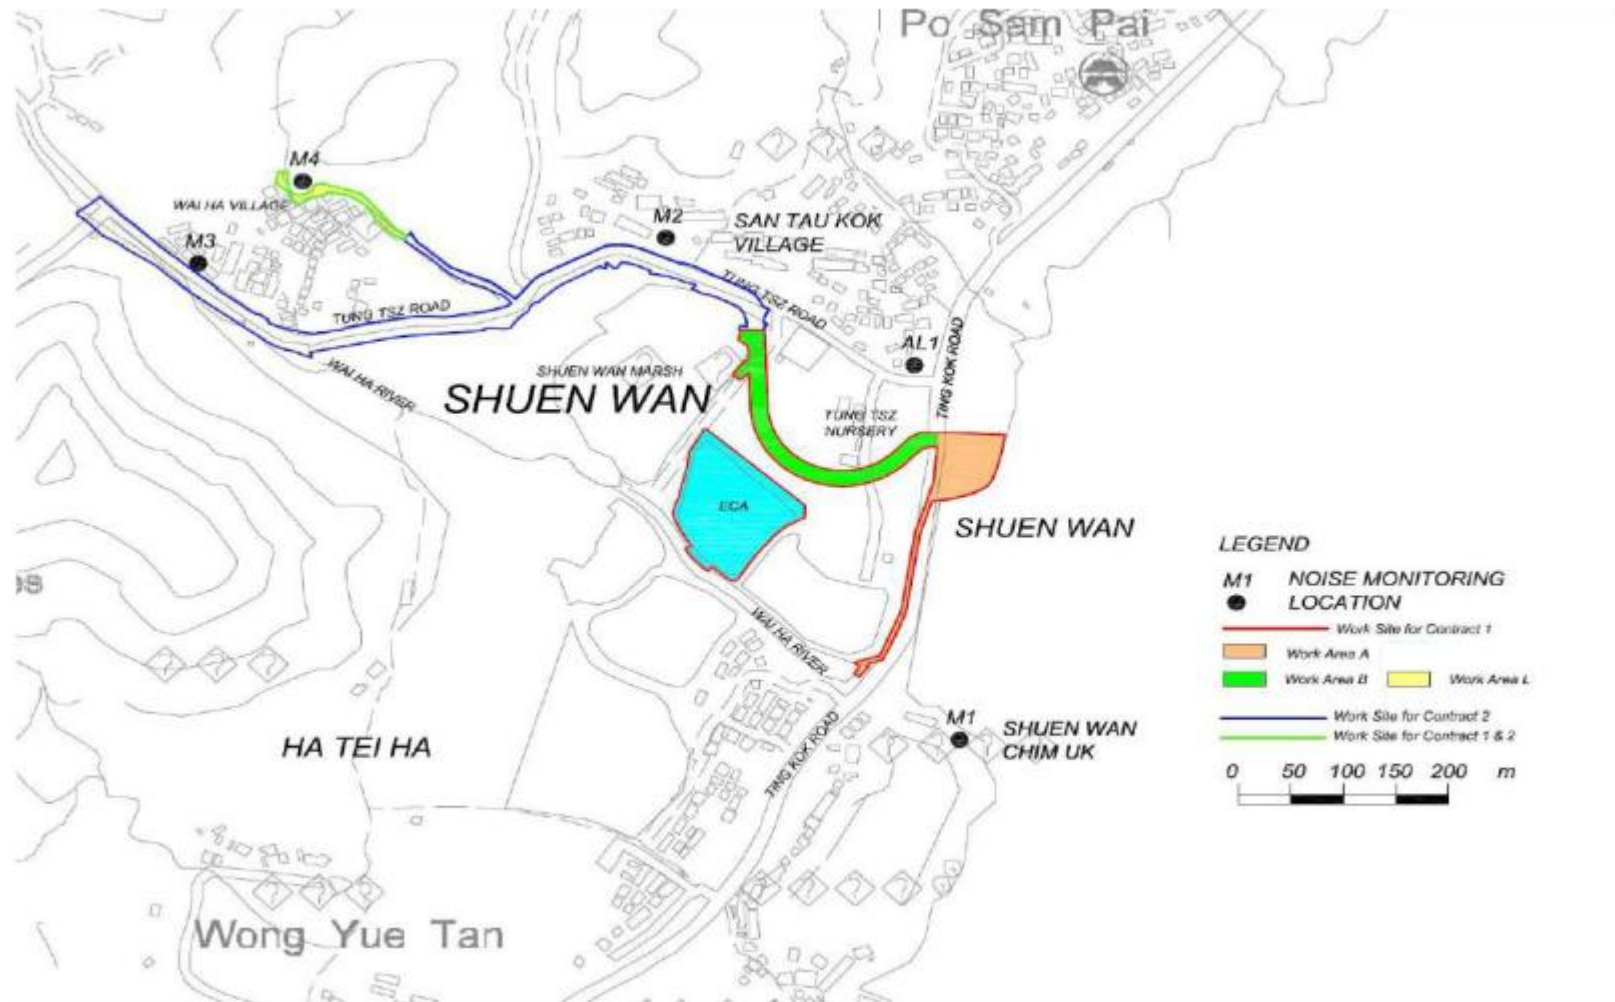 Po Sam Pai
M4
WAI HA VILLAGE
M3
M2
SAN TAU KOK
VILLAGE
TUNG TSZ ROAD
TUNG TSZ ROAD
AL1
TING KOK ROAD
WAI HA RIVER
SHUEN WAN MARSH
SHUEN WAN
TUNG TSZ
NURSERY
ECA
SHUEN WAN
WAI HA RIVER
HA TEI HA
TING KOK ROAD
M1
SHUEN WAN
CHIM UK
Wong Yue Tan
LEGEND
M1 NOISE MONITORING
LOCATION
Work Site for Contract 1
Work Area A
Work Area B Work Area L
Work Site for Contract 2
Work Site for Contract 1 & 2
0 50 100 150 200 m